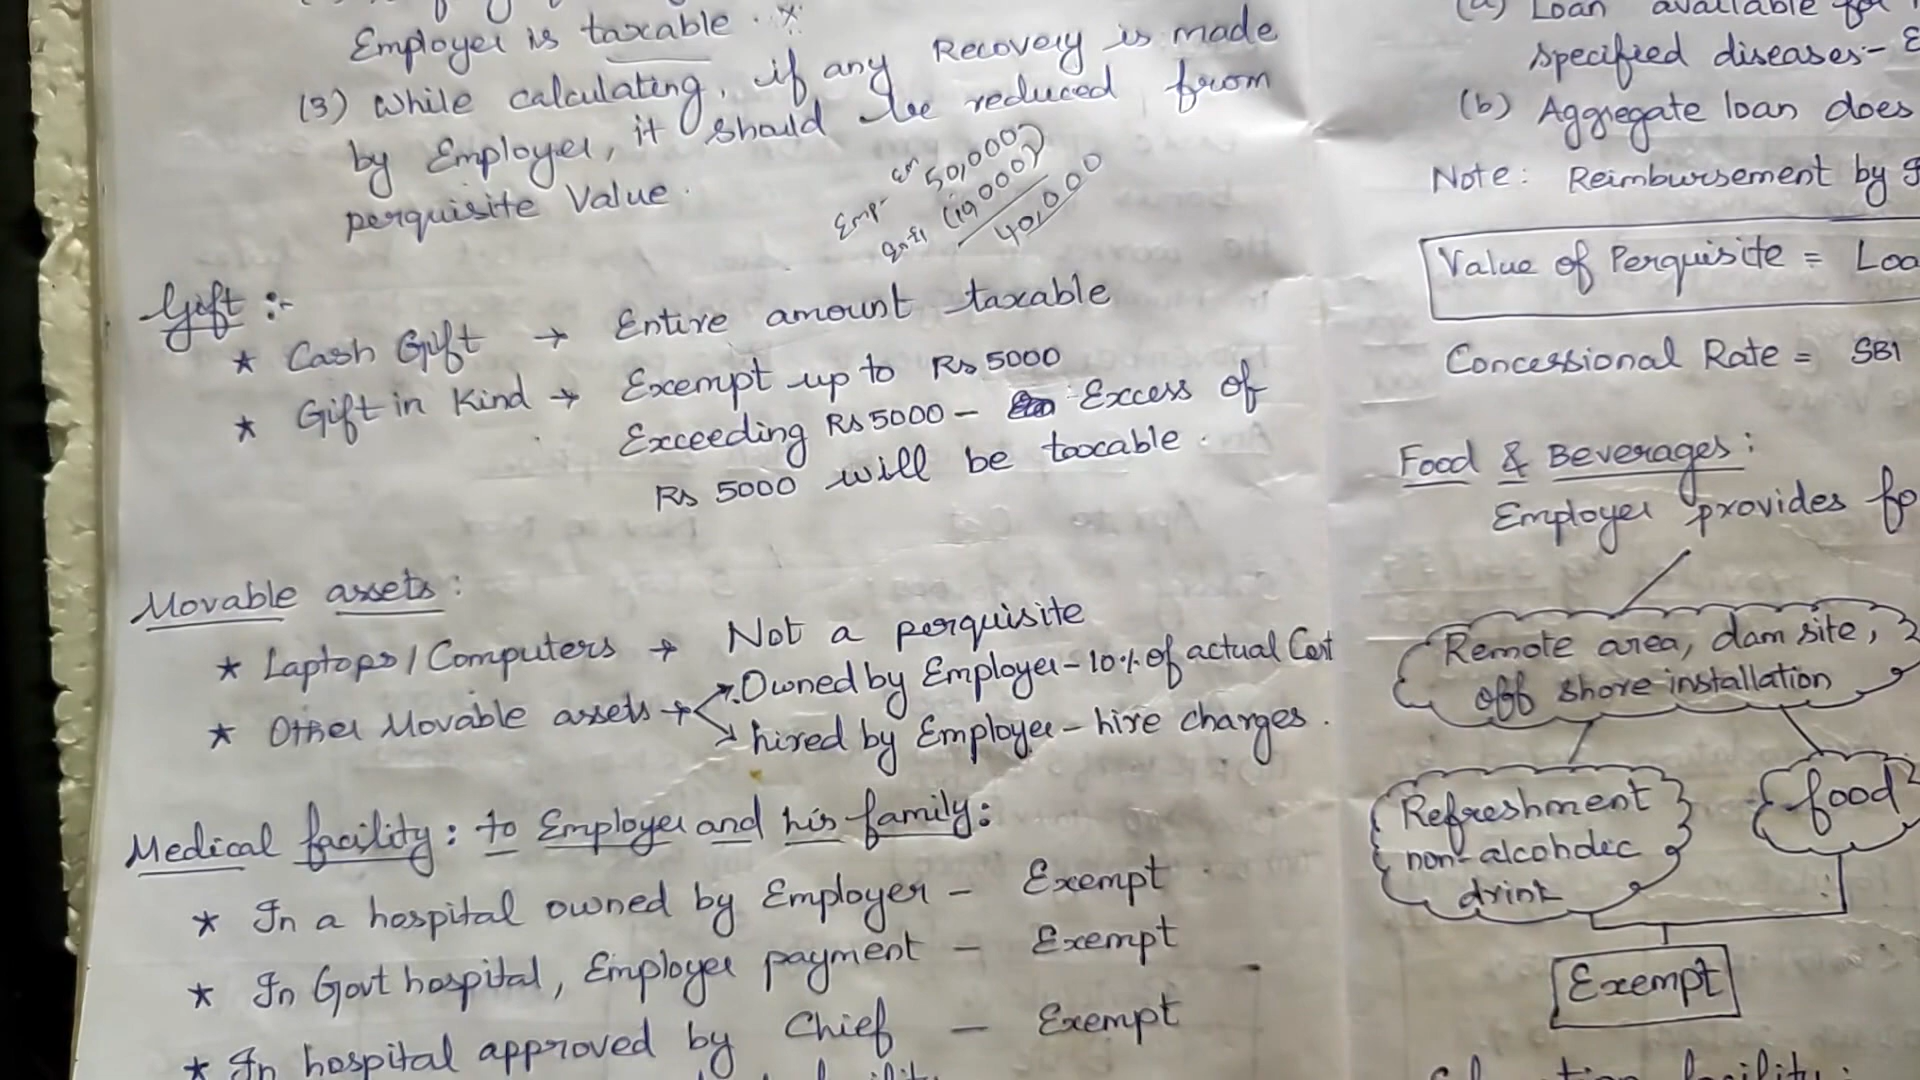 Employer is taxable.
(3) While calculating, if any Recovery is made
by Employer, it should be reduced from
perquisite Value.
50,000
40,000
Gift :-
* Cash Gift → Entire amount taxable
* Gift in Kind → Exempt up to Rs 5000
Exceeding Rs 5000 - Excess of
Rs 5000 will be taxable.
Movable assets:
* Laptops / Computers → Not a perquisite
* Other Movable assets → Owned by Employer - 10% of actual Cost
hired by Employer - hire charges.
Medical facility: to Employee and his family:
* In a hospital owned by Employer - Exempt
* In Govt hospital, Employer payment - Exempt
* In hospital approved by Chief - Exempt
(a) Loan available for
specified diseases -
(b) Aggregate loan does
Note: Reimbursement by
Value of Perquisite = Loa
Concessional Rate = SBI
Food & Beverages:
Employer provides fo
Remote area, dam site,
off shore installation
Refreshment
non-alcohdec
drink
food
Exempt